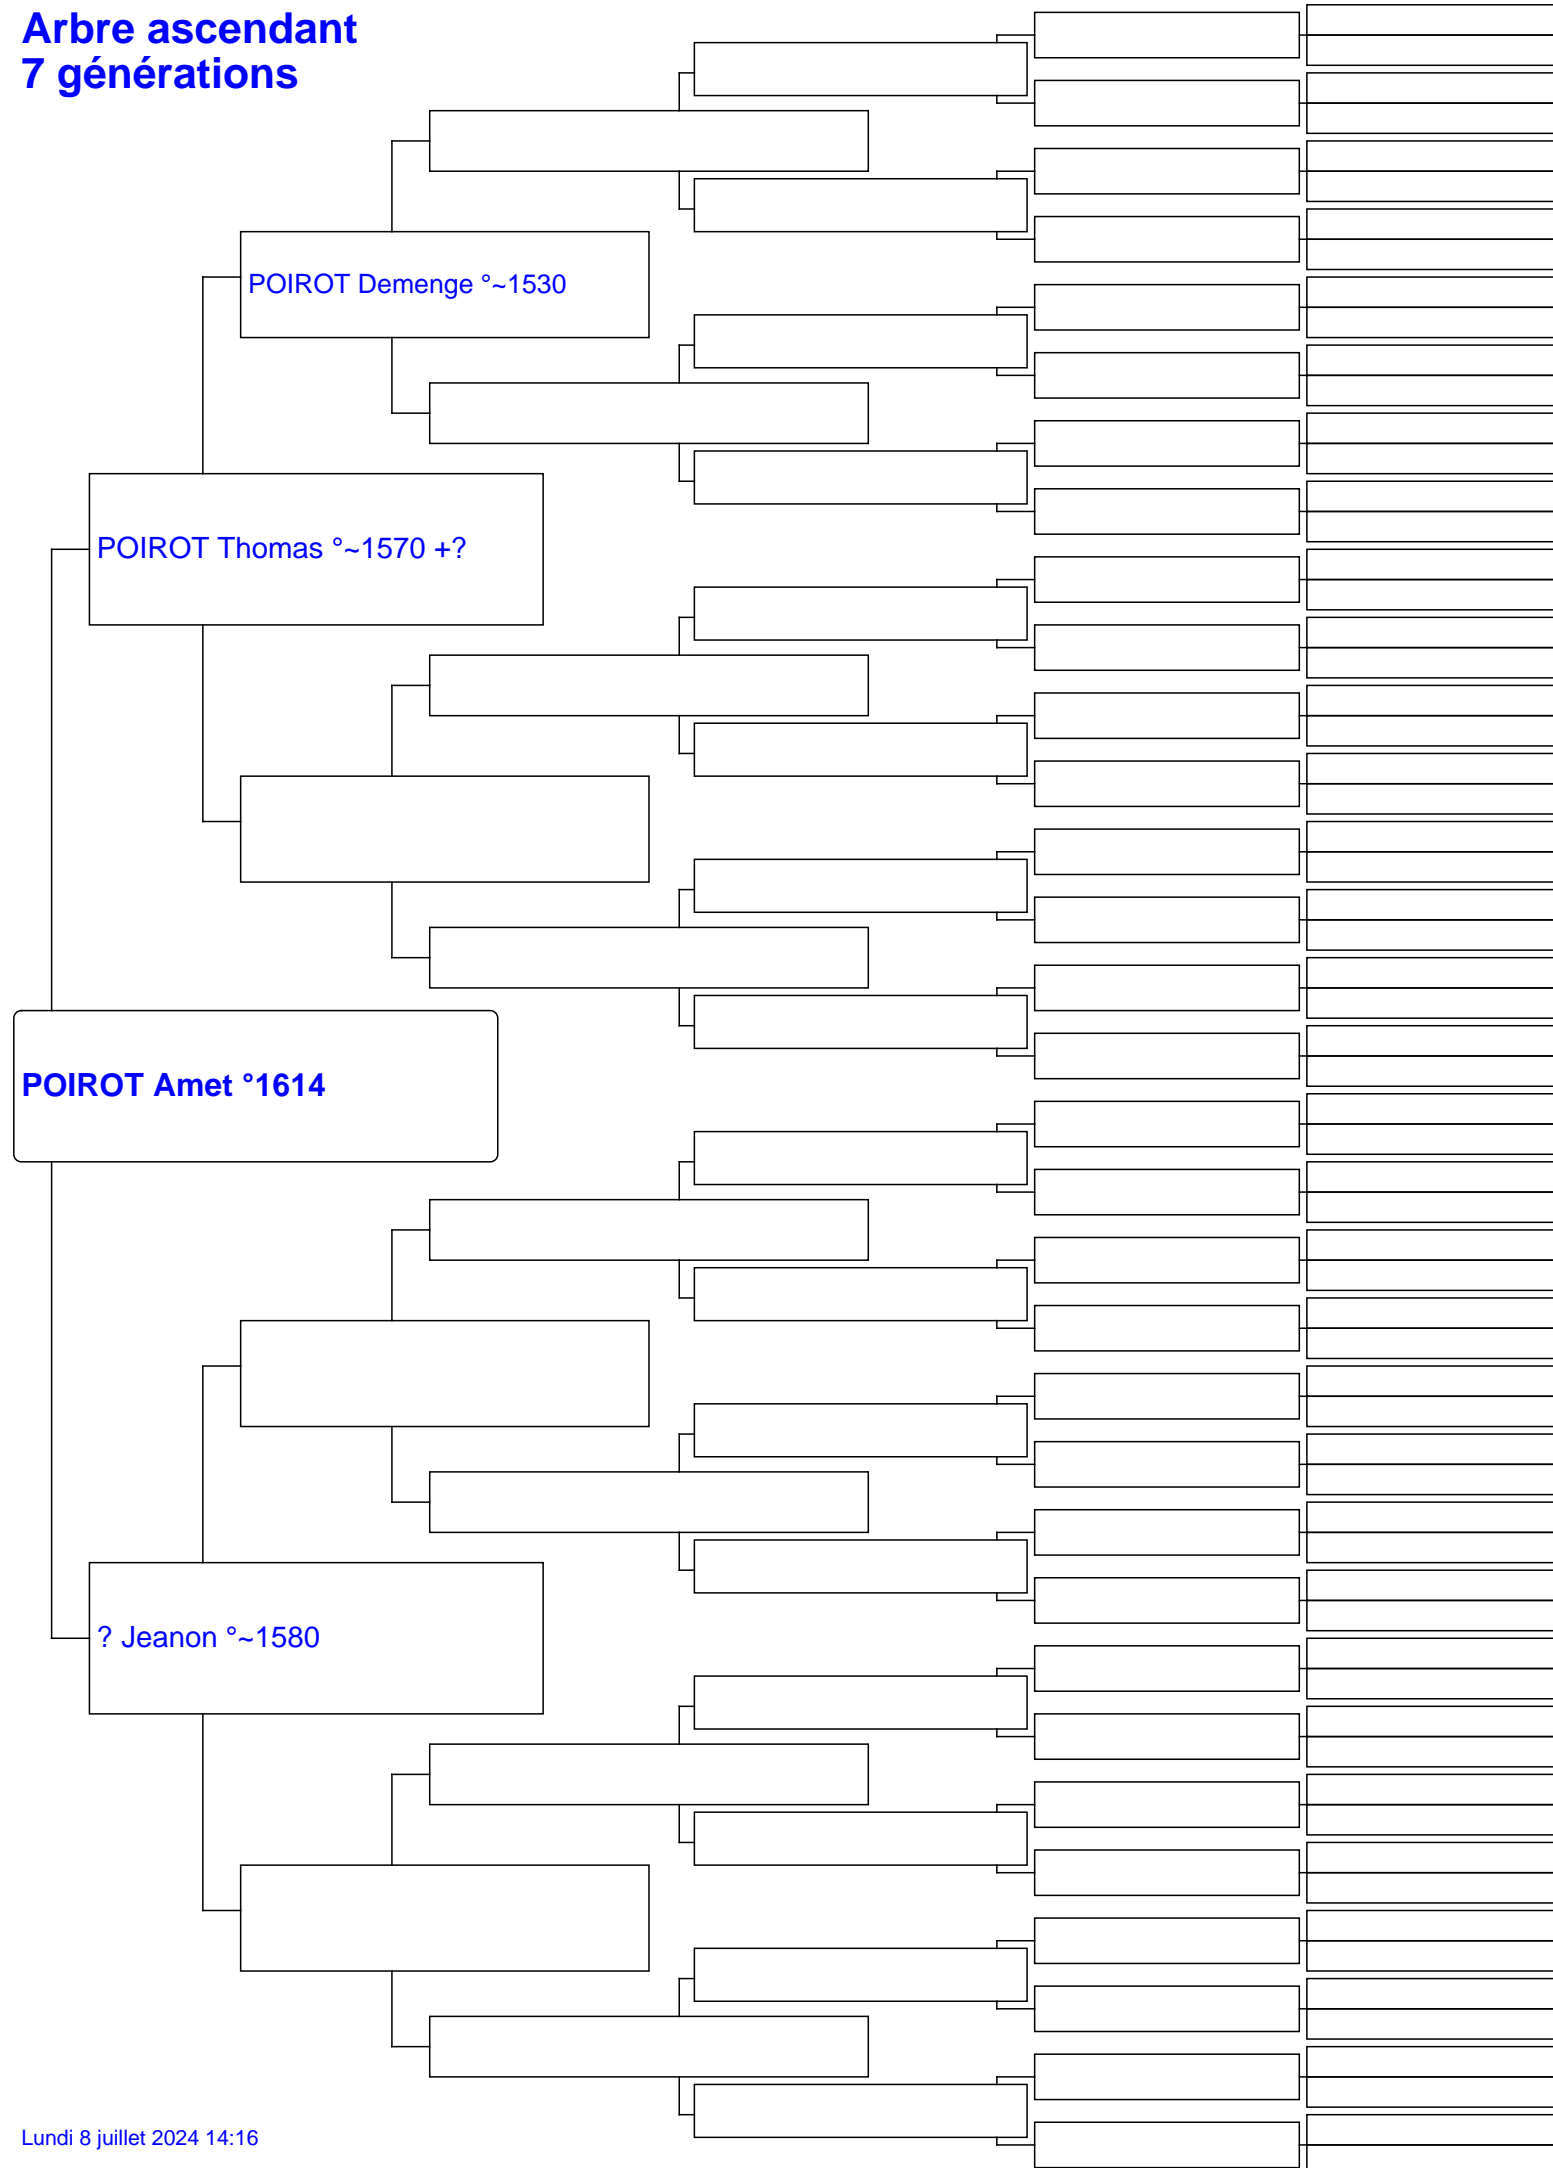 Arbre ascendant
7 générations
POIROT Demenge °~1530
POIROT Thomas °~1570 +?
POIROT Amet °1614
? Jeanon °~1580
Lundi 8 juillet 2024 14:16